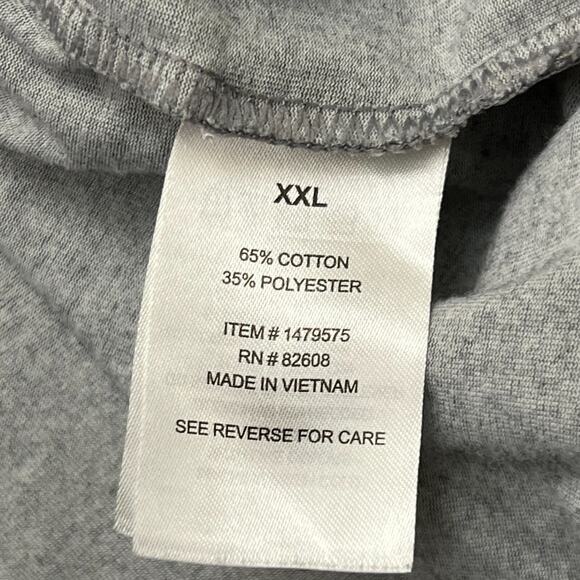 XXL
65% COTTON
35% POLYESTER
ITEM # 1479575
RN # 82608
MADE IN VIETNAM
SEE REVERSE FOR CARE